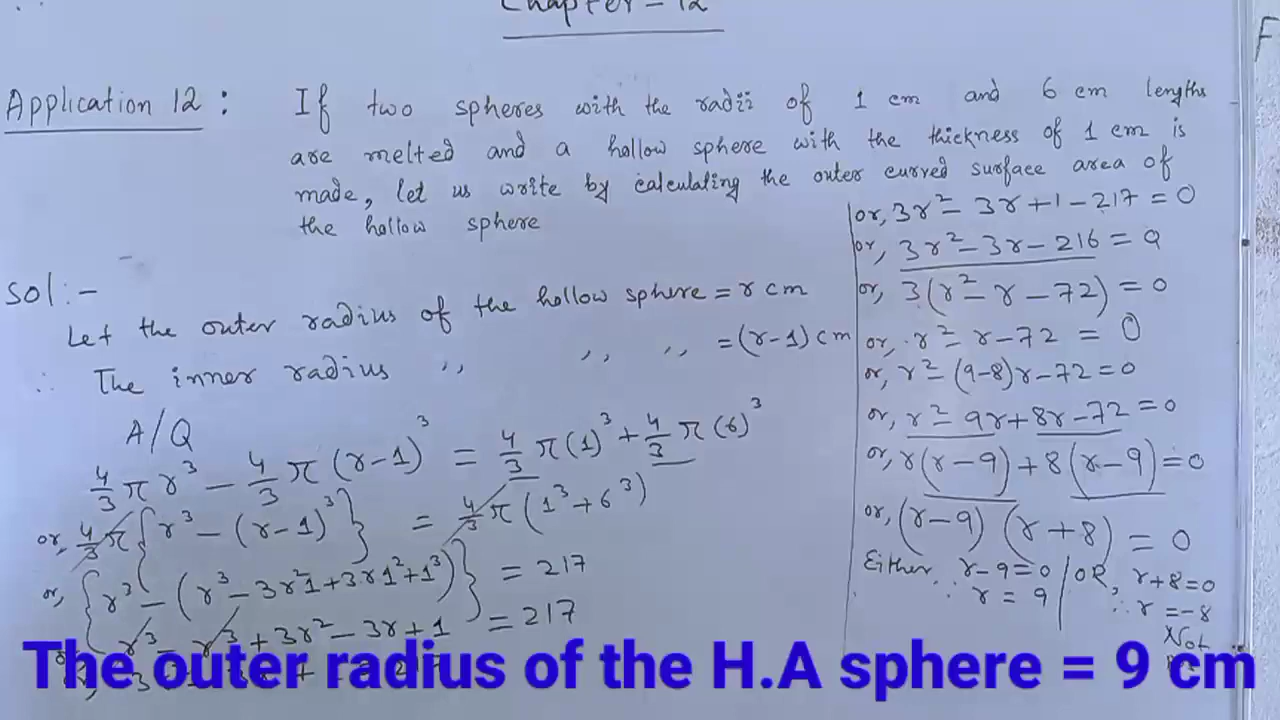 Chapter - 12
Application 12 : If two spheres with the radii of 1 cm and 6 cm lengths
are melted and a hollow sphere with the thickness of 1 cm is
made, let us write by calculating the outer curved surface area of
the hollow sphere
Sol:-
Let the outer radius of the hollow sphere = r cm
∴ The inner radius ,, ,, ,, = (r-1) cm
A/Q
4/3 π r³ - 4/3 π (r-1)³ = 4/3 π (1)³ + 4/3 π (6)³
or, 4/3 π {r³ - (r-1)³} = 4/3 π (1³ + 6³)
or, {r³ - (r³ - 3r²1 + 3r1² + 1³)} = 217
r³ - r³ + 3r² - 3r + 1 = 217
or, 3r² - 3r + 1 - 217 = 0
or, 3r² - 3r - 216 = 0
or, 3(r² - r - 72) = 0
or, r² - r - 72 = 0
or, r² - (9-8)r - 72 = 0
or, r² 9r + 8r - 72 = 0
or, r(r-9) + 8(r-9) = 0
or, (r-9) (r+8) = 0
Either r-9=0 / OR, r+8=0
∴ r = 9 ∴ r = -8
Not
The outer radius of the H.A sphere = 9 cm
F